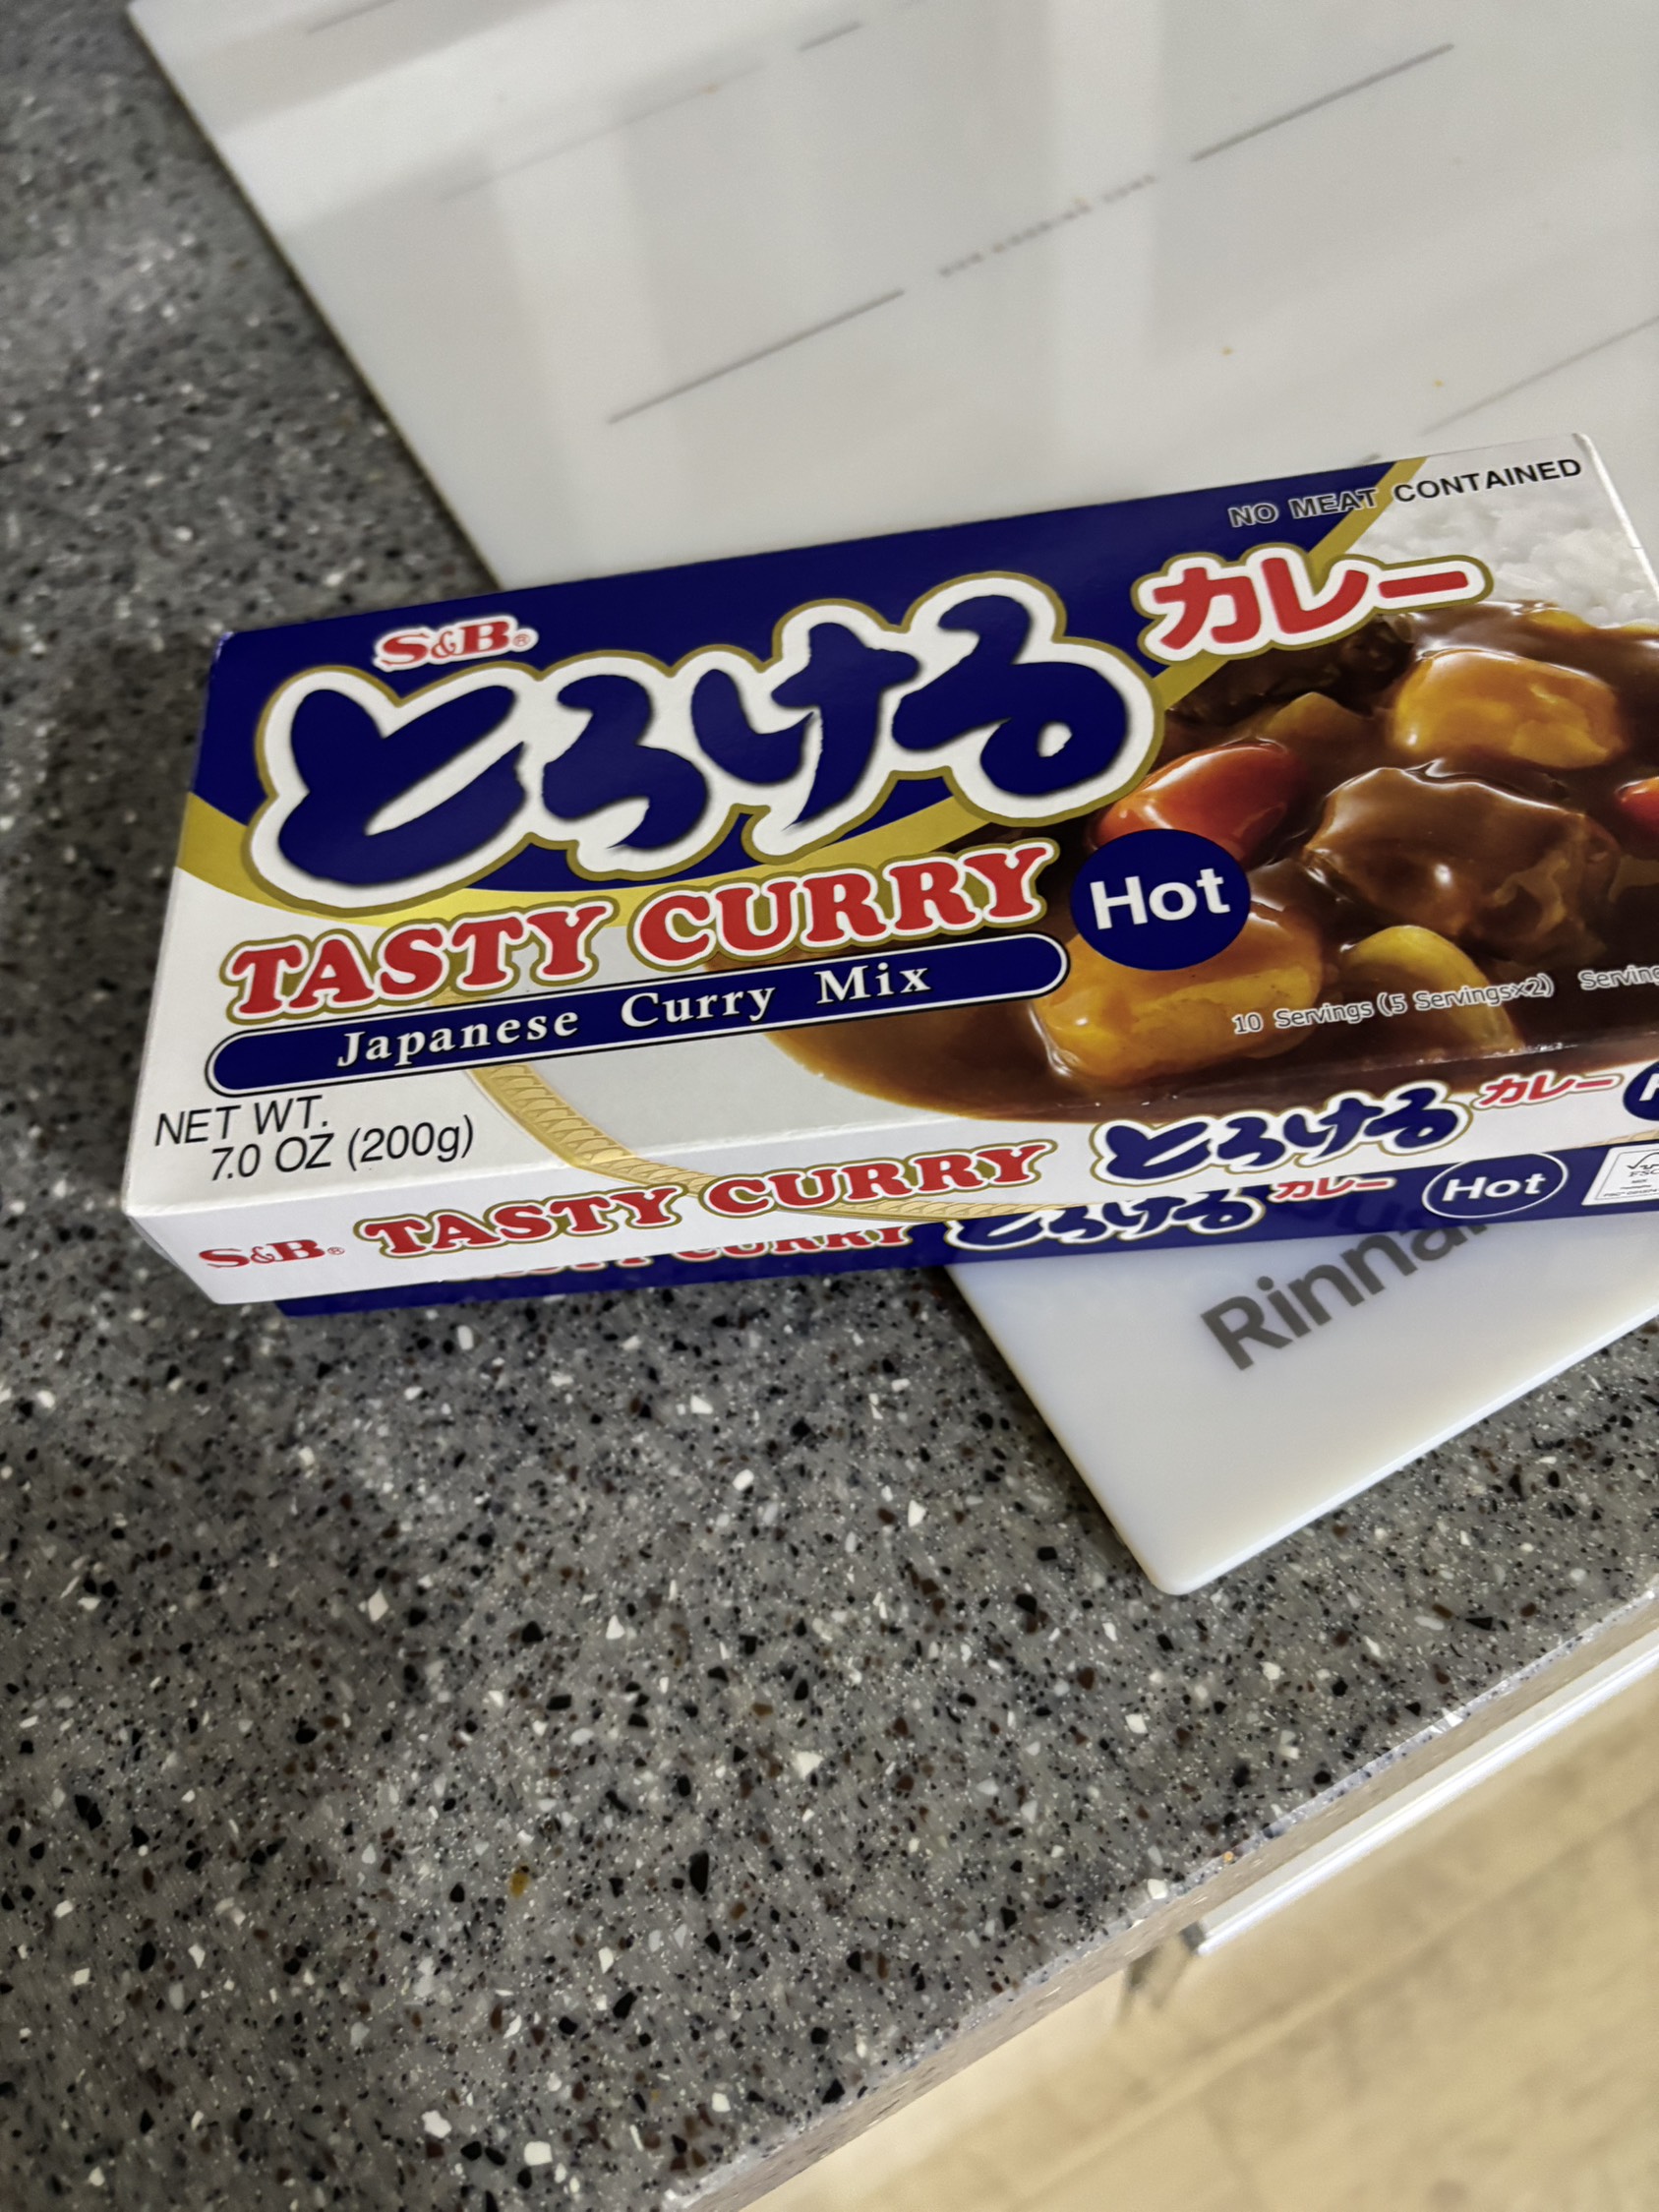 NO MEAT CONTAINED
S&B®
とろけるカレー
TASTY CURRY
Hot
Japanese Curry Mix
10 Servings (5 Servings×2)
NET WT.
7.0 OZ (200g)
S&B® TASTY CURRY とろけるカレー
TASTY CURRY とろけるカレー Hot
FSC